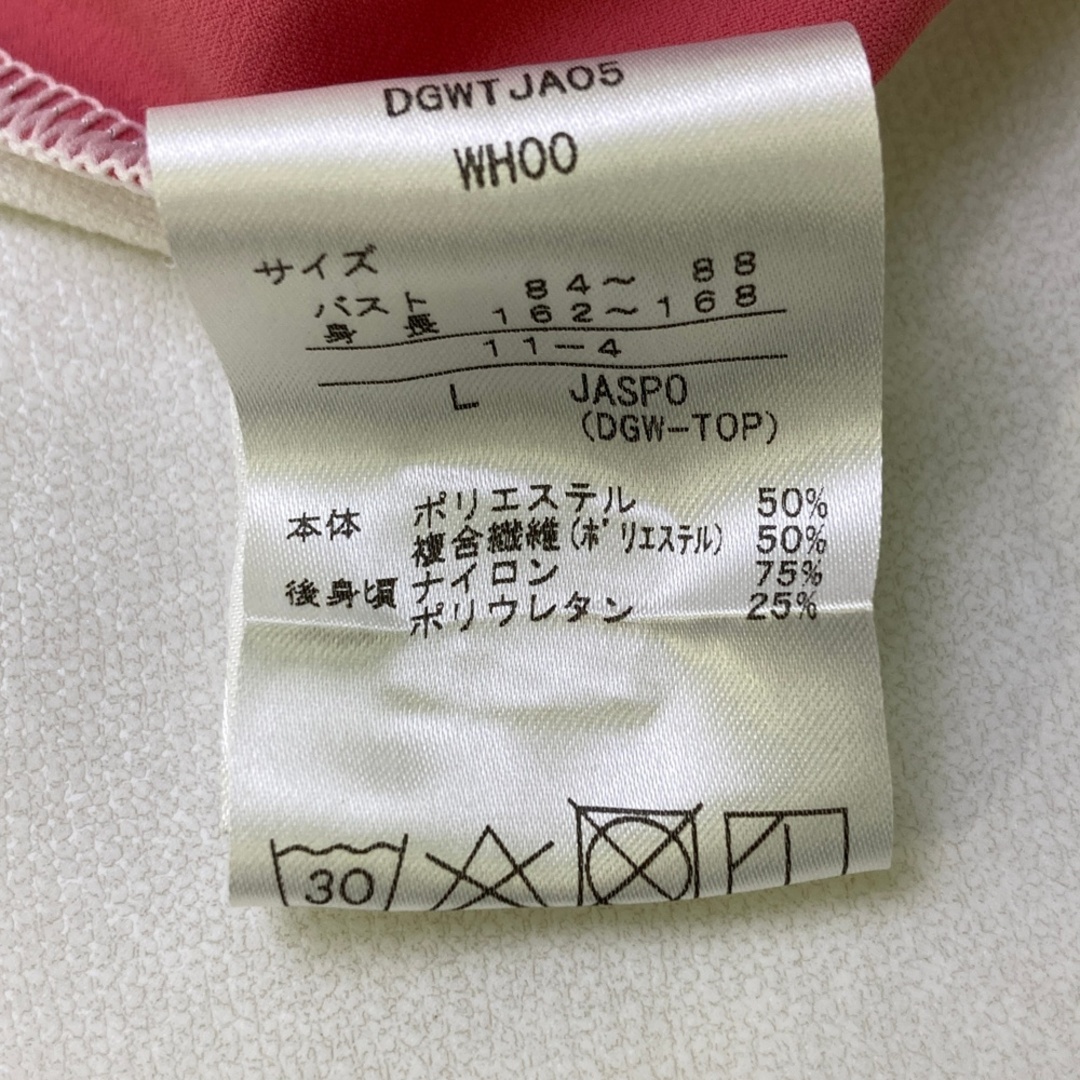 DGWTJA05
WH00
サイズ
バスト 84～ 88
身長 162～168
11-4
L JASPO
(DGW-TOP)
本体 ポリエステル 50%
複合繊維(ポリエステル) 50%
後身頃 ナイロン 75%
ポリウレタン 25%
30